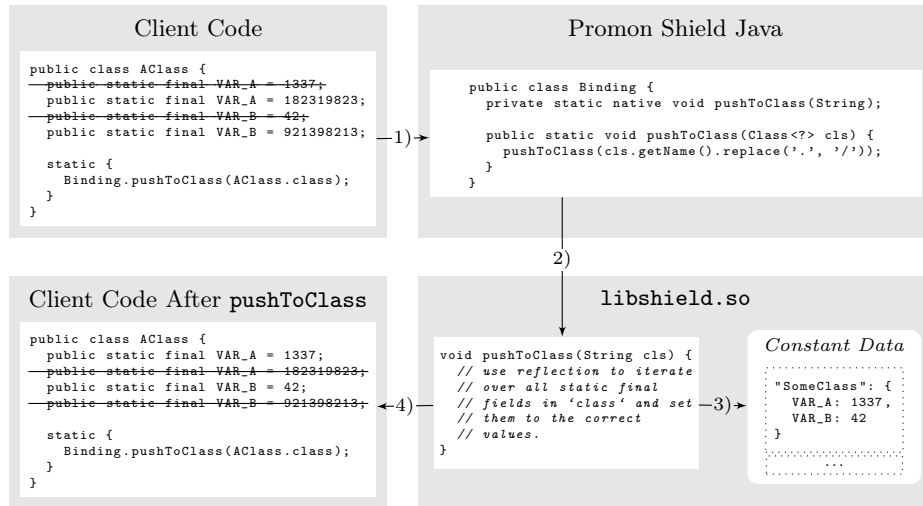 Client Code
public class AClass {
public static final VAR_A = 1337;
public static final VAR_A = 182319823;
public static final VAR_B = 42;
public static final VAR_B = 921398213;
static {
Binding.pushToClass(AClass.class);
}
}
1)
Promon Shield Java
public class Binding {
private static native void pushToClass(String);
public static void pushToClass(Class<?> cls) {
pushToClass(cls.getName().replace('.', '/'));
}
}
2)
Client Code After pushToClass
public class AClass {
public static final VAR_A = 1337;
public static final VAR_A = 182319823;
public static final VAR_B = 42;
public static final VAR_B = 921398213;
static {
Binding.pushToClass(AClass.class);
}
}
4)
libshield.so
void pushToClass(String cls) {
// use reflection to iterate
// over all static final
// fields in ‘class‘ and set
// them to the correct
// values.
}
3)
Constant Data
"SomeClass": {
VAR_A: 1337,
VAR_B: 42
}
...